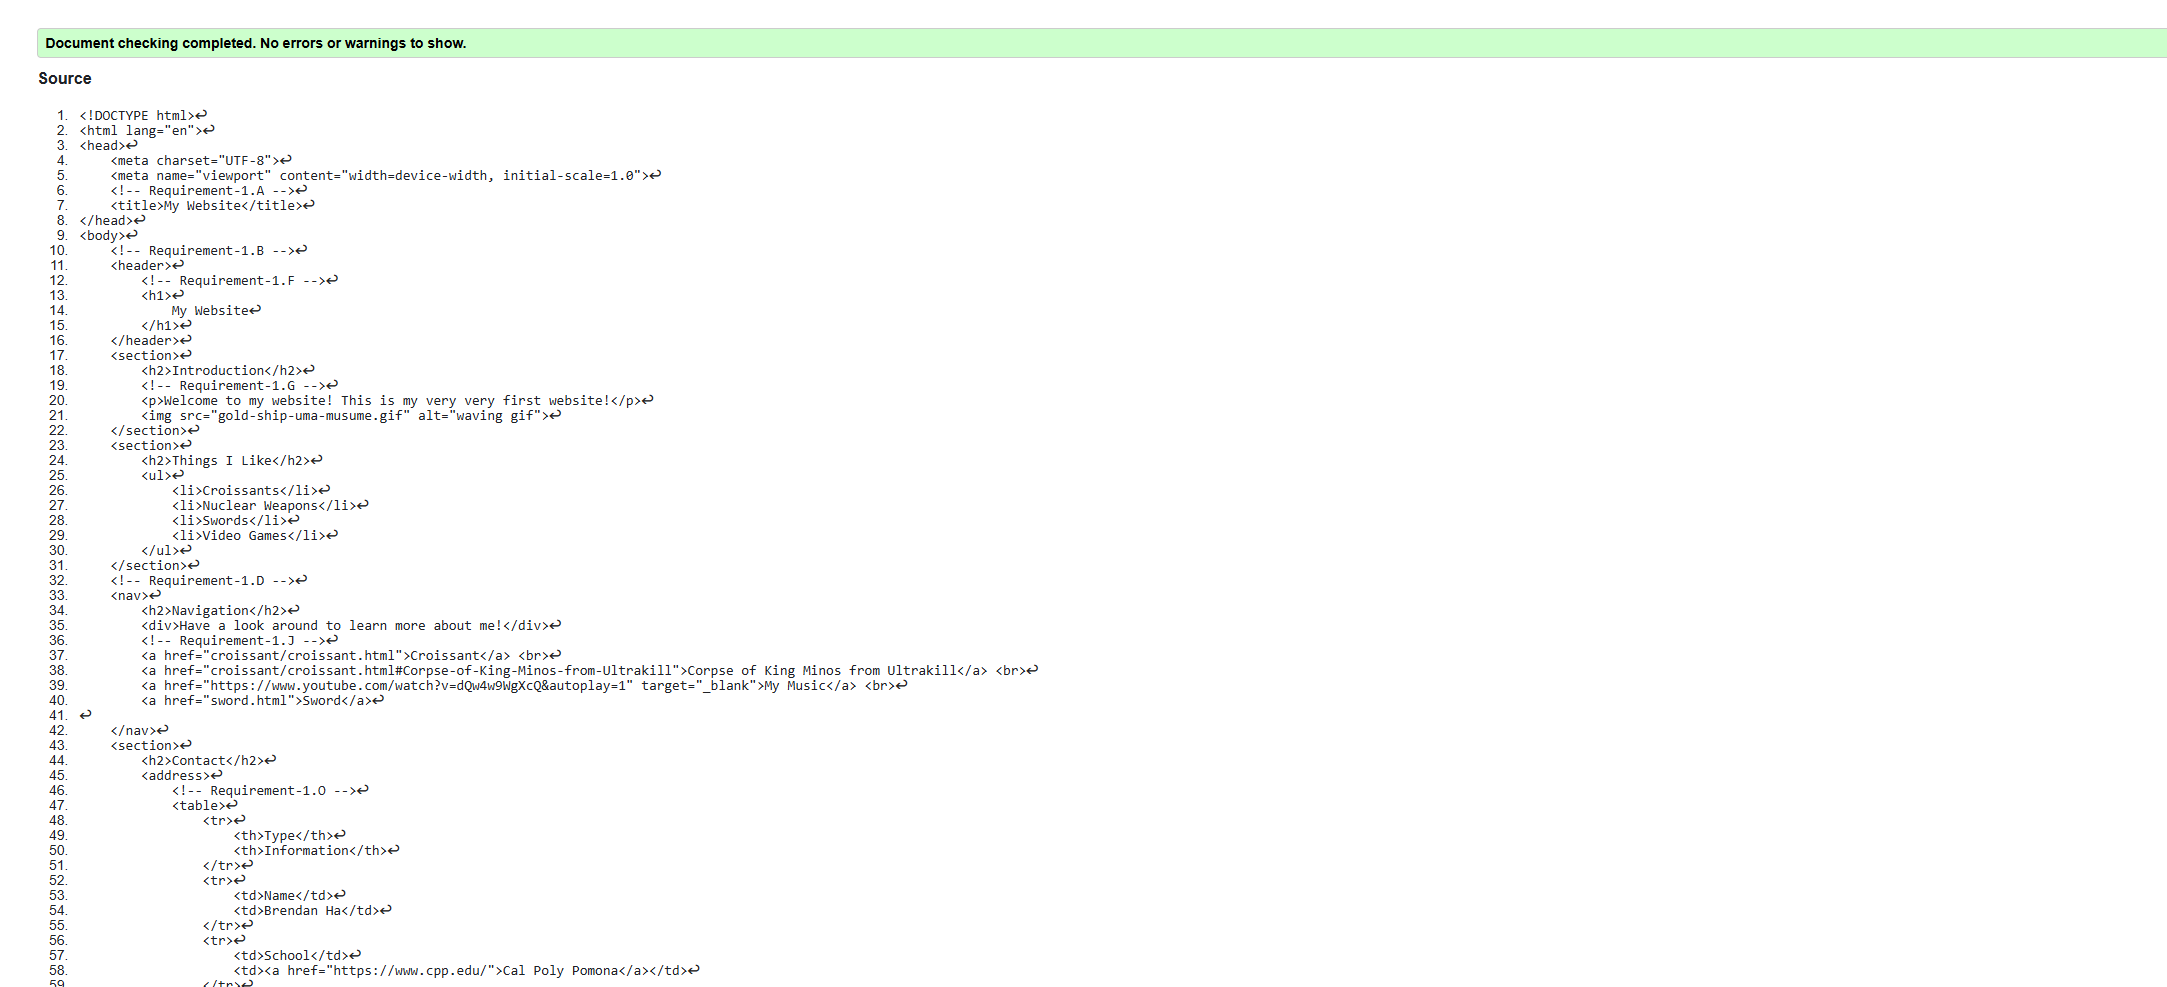 Document checking completed. No errors or warnings to show.
Source
1. <!DOCTYPE html>↩
2. <html lang="en">↩
3. <head>↩
4.     <meta charset="UTF-8">↩
5.     <meta name="viewport" content="width=device-width, initial-scale=1.0">↩
6.     <!-- Requirement-1.A -->↩
7.     <title>My Website</title>↩
8. </head>↩
9. <body>↩
10.     <!-- Requirement-1.B -->↩
11.     <header>↩
12.         <!-- Requirement-1.F -->↩
13.         <h1>↩
14.             My Website↩
15.         </h1>↩
16.     </header>↩
17.     <section>↩
18.         <h2>Introduction</h2>↩
19.         <!-- Requirement-1.G -->↩
20.         <p>Welcome to my website! This is my very very first website!</p>↩
21.         <img src="gold-ship-uma-musume.gif" alt="waving gif">↩
22.     </section>↩
23.     <section>↩
24.         <h2>Things I Like</h2>↩
25.         <ul>↩
26.             <li>Croissants</li>↩
27.             <li>Nuclear Weapons</li>↩
28.             <li>Swords</li>↩
29.             <li>Video Games</li>↩
30.         </ul>↩
31.     </section>↩
32.     <!-- Requirement-1.D -->↩
33.     <nav>↩
34.         <h2>Navigation</h2>↩
35.         <div>Have a look around to learn more about me!</div>↩
36.         <!-- Requirement-1.J -->↩
37.         <a href="croissant/croissant.html">Croissant</a> <br>↩
38.         <a href="croissant/croissant.html#Corpse-of-King-Minos-from-Ultrakill">Corpse of King Minos from Ultrakill</a> <br>↩
39.         <a href="https://www.youtube.com/watch?v=dQw4w9WgXcQ&autoplay=1" target="_blank">My Music</a> <br>↩
40.         <a href="sword.html">Sword</a>↩
41. ↩
42.     </nav>↩
43.     <section>↩
44.         <h2>Contact</h2>↩
45.         <address>↩
46.             <!-- Requirement-1.O -->↩
47.             <table>↩
48.                 <tr>↩
49.                     <th>Type</th>↩
50.                     <th>Information</th>↩
51.                 </tr>↩
52.                 <tr>↩
53.                     <td>Name</td>↩
54.                     <td>Brendan Ha</td>↩
55.                 </tr>↩
56.                 <tr>↩
57.                     <td>School</td>↩
58.                     <td><a href="https://www.cpp.edu/">Cal Poly Pomona</a></td>↩
59.                 </tr>↩